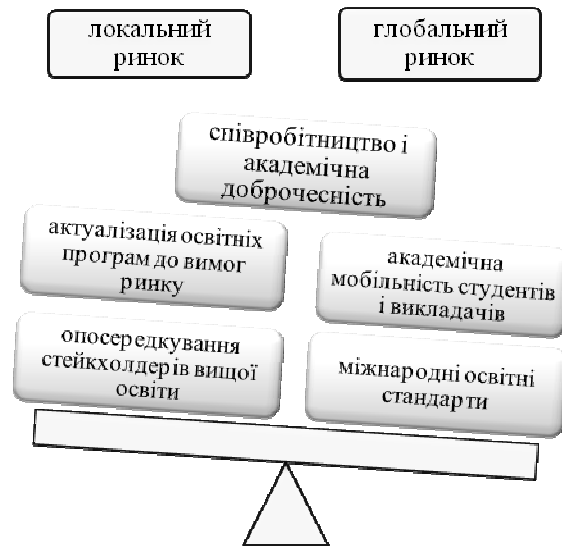 локальний
ринок
глобальний
ринок
співробітництво і
академічна
доброчесність
актуалізація освітніх
програм до вимог
ринку
академічна
мобільність студентів
і викладачів
опосередкування
стейкхолдерів вищої
освіти
міжнародні освітні
стандарти